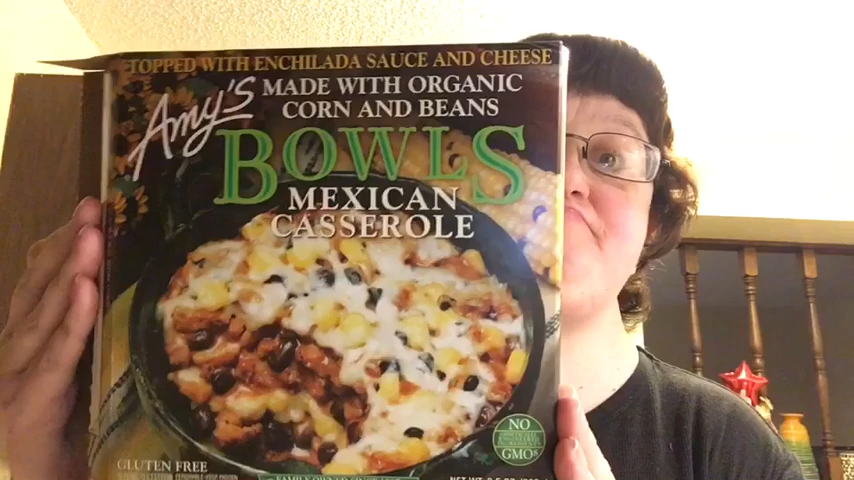 TOPPED WITH ENCHILADA SAUCE AND CHEESE
Amy's
MADE WITH ORGANIC
CORN AND BEANS
BOWLS
MEXICAN
CASSEROLE
NO
GMOs
GLUTEN FREE